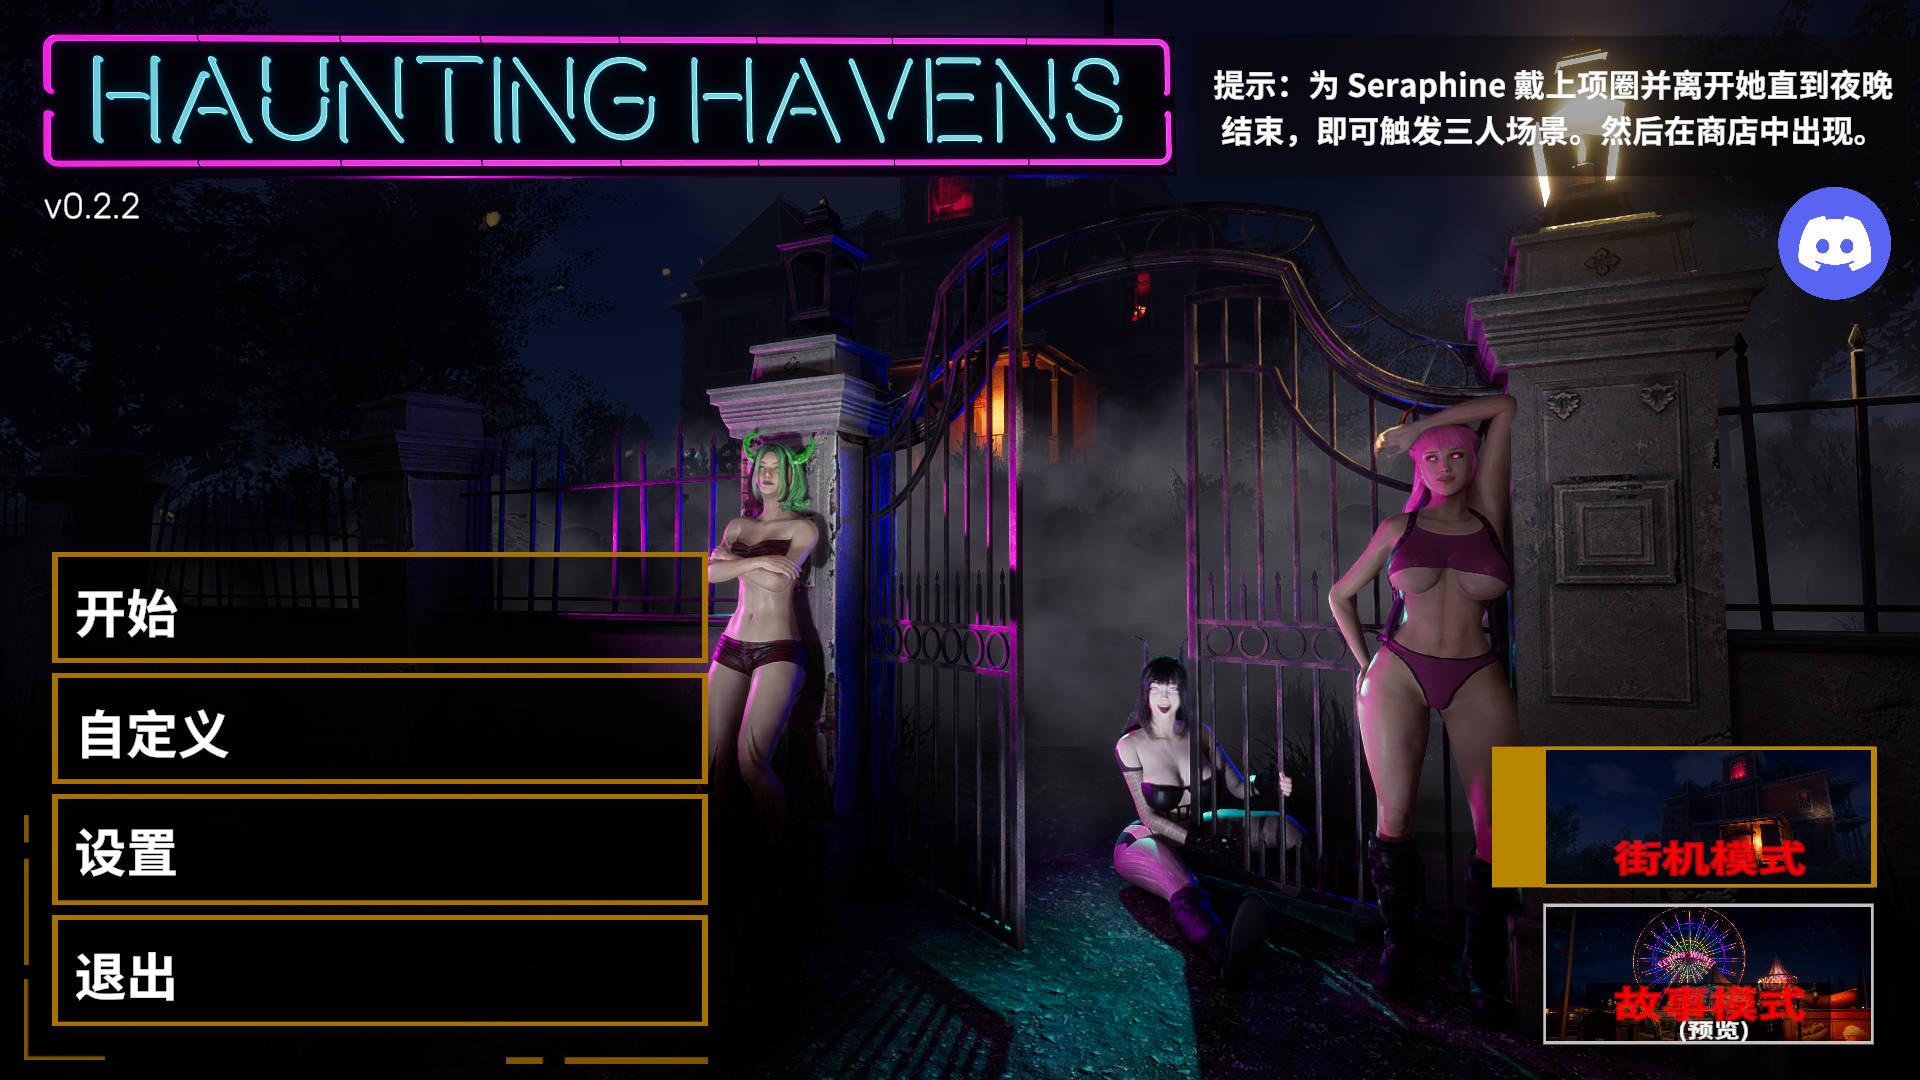 HAUNTING HAVENS
提示：为 Seraphine 戴上项圈并离开她直到夜晚
结束，即可触发三人场景。然后在商店中出现。
v0.2.2
开始
自定义
设置
退出
街机模式
故事模式
(预览)